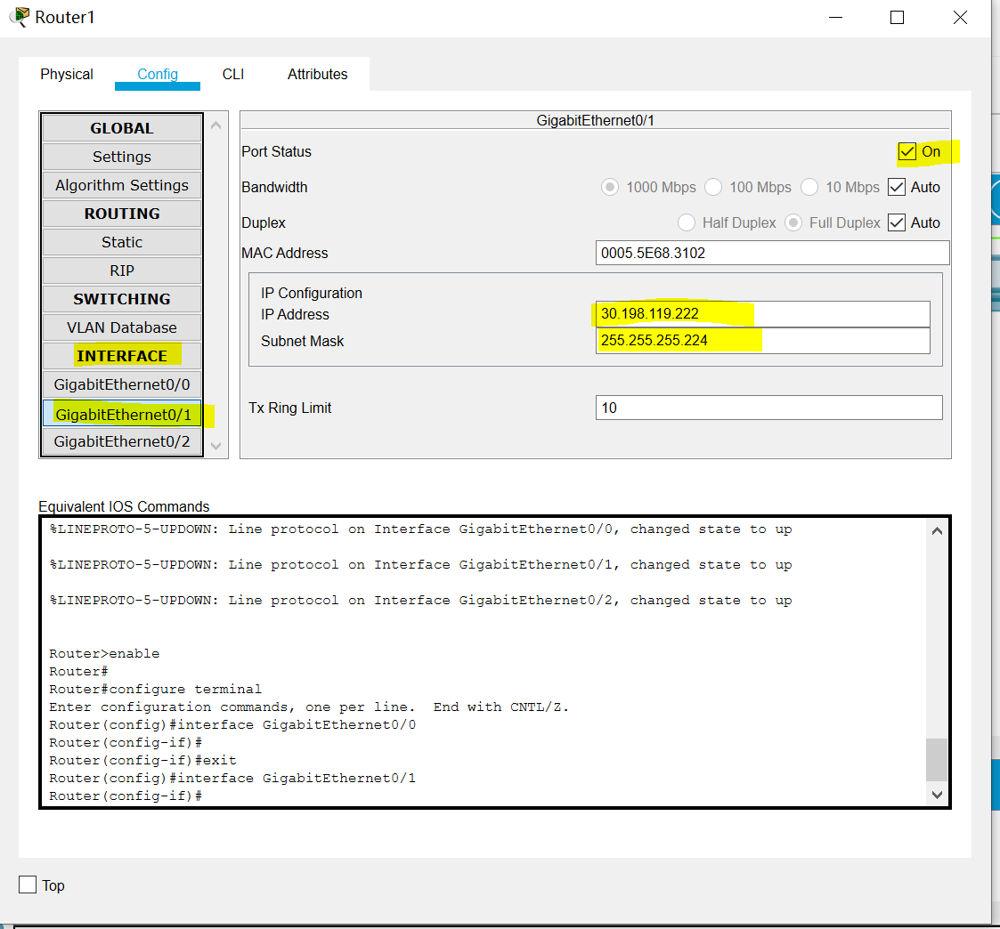 Router1
Physical Config CLI Attributes
GLOBAL
Settings
Algorithm Settings
ROUTING
Static
RIP
SWITCHING
VLAN Database
INTERFACE
GigabitEthernet0/0
GigabitEthernet0/1
GigabitEthernet0/2
GigabitEthernet0/1
Port Status On
Bandwidth 1000 Mbps 100 Mbps 10 Mbps Auto
Duplex Half Duplex Full Duplex Auto
MAC Address 0005.5E68.3102
IP Configuration
IP Address 30.198.119.222
Subnet Mask 255.255.255.224
Tx Ring Limit 10
Equivalent IOS Commands
%LINEPROTO-5-UPDOWN: Line protocol on Interface GigabitEthernet0/0, changed state to up
%LINEPROTO-5-UPDOWN: Line protocol on Interface GigabitEthernet0/1, changed state to up
%LINEPROTO-5-UPDOWN: Line protocol on Interface GigabitEthernet0/2, changed state to up
Router>enable
Router#
Router#configure terminal
Enter configuration commands, one per line.  End with CNTL/Z.
Router(config)#interface GigabitEthernet0/0
Router(config-if)#
Router(config-if)#exit
Router(config)#interface GigabitEthernet0/1
Router(config-if)#
Top